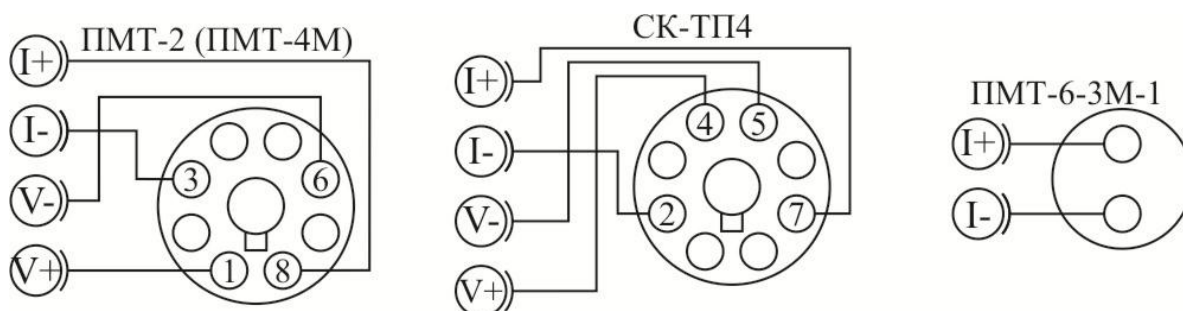 ПМТ-2 (ПМТ-4М)
I+
I-
V-
V+
3
6
1
8
СК-ТП4
I+
I-
V-
V+
4
5
2
7
ПМТ-6-3М-1
I+
I-